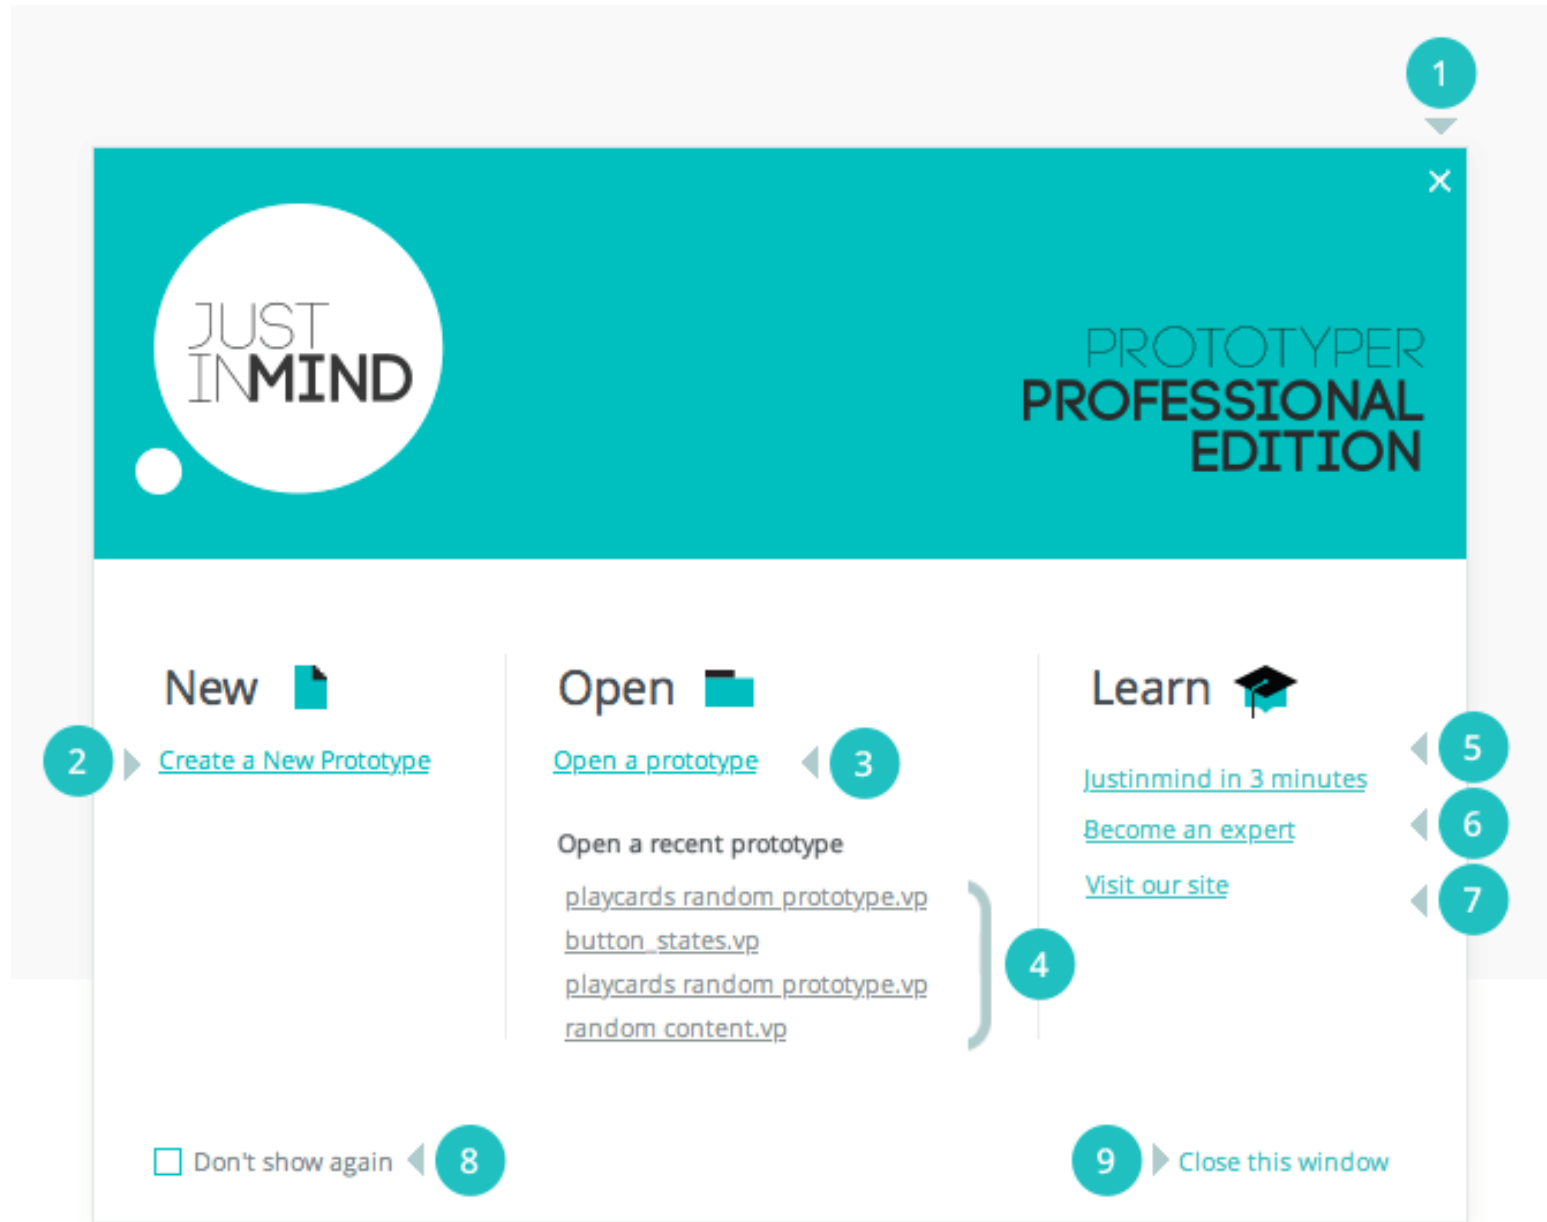 1
JUST
INMIND
PROTOTYPER
PROFESSIONAL
EDITION
New
Open
Learn
2
Create a New Prototype
Open a prototype
3
5
Justinmind in 3 minutes
Become an expert
6
Visit our site
7
Open a recent prototype
playcards random prototype.vp
button_states.vp
playcards random prototype.vp
random content.vp
4
Don't show again
8
9
Close this window